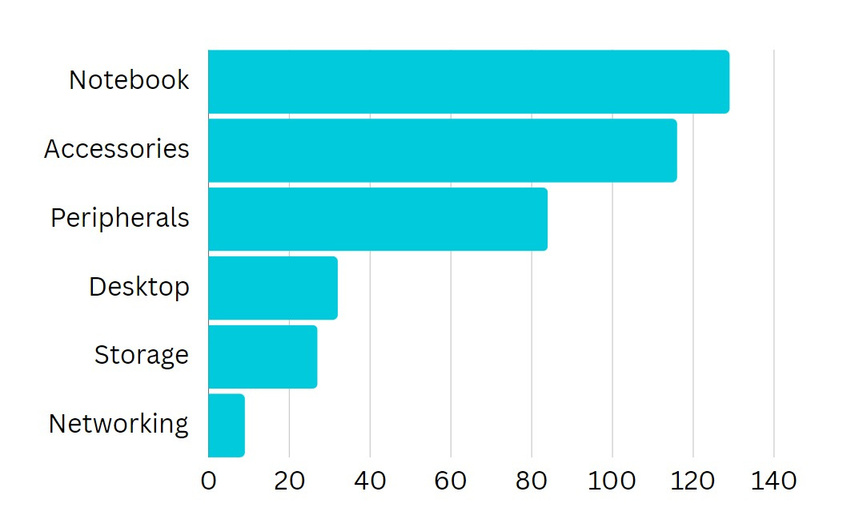 Notebook
Accessories
Peripherals
Desktop
Storage
Networking
0 20 40 60 80 100 120 140